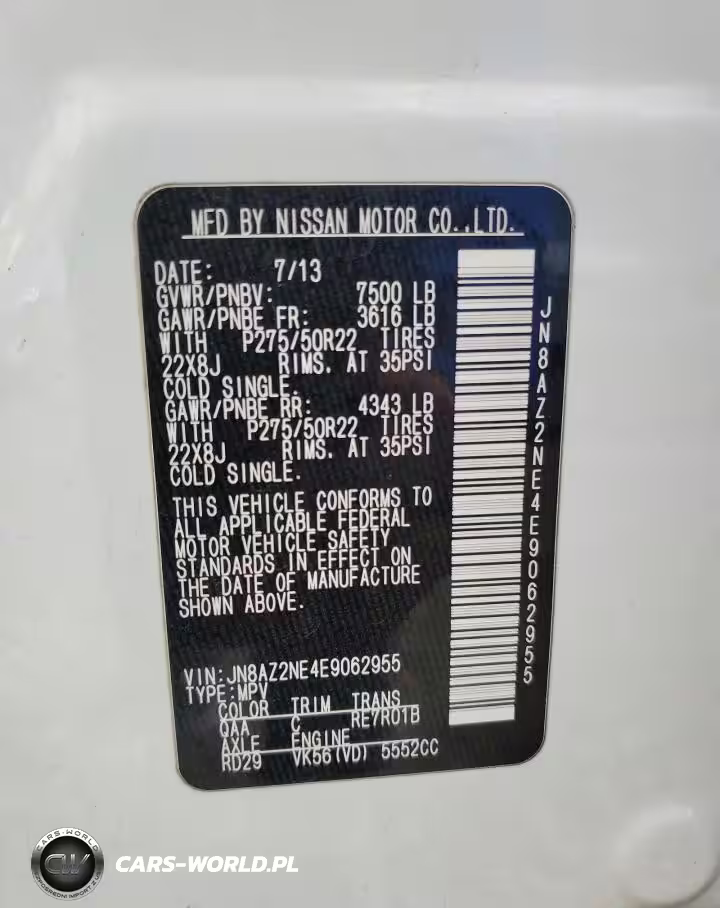 MFD BY NISSAN MOTOR CO.,LTD.
DATE: 7/13
GVWR/PNBV: 7500 LB
GAWR/PNBE FR: 3616 LB
WITH P275/50R22 TIRES
22X8J RIMS. AT 35PSI
COLD SINGLE.
GAWR/PNBE RR: 4343 LB
WITH P275/50R22 TIRES
22X8J RIMS. AT 35PSI
COLD SINGLE.
THIS VEHICLE CONFORMS TO
ALL APPLICABLE FEDERAL
MOTOR VEHICLE SAFETY
STANDARDS IN EFFECT ON
THE DATE OF MANUFACTURE
SHOWN ABOVE.
VIN:JN8AZ2NE4E9062955
TYPE:MPV
COLOR TRIM TRANS
QAA C RE7R01B
AXLE ENGINE
RD29 VK56(VD) 5552CC
JN8AZ2NE4E9062955
CARS-WORLD
CW
CARS-WORLD.PL